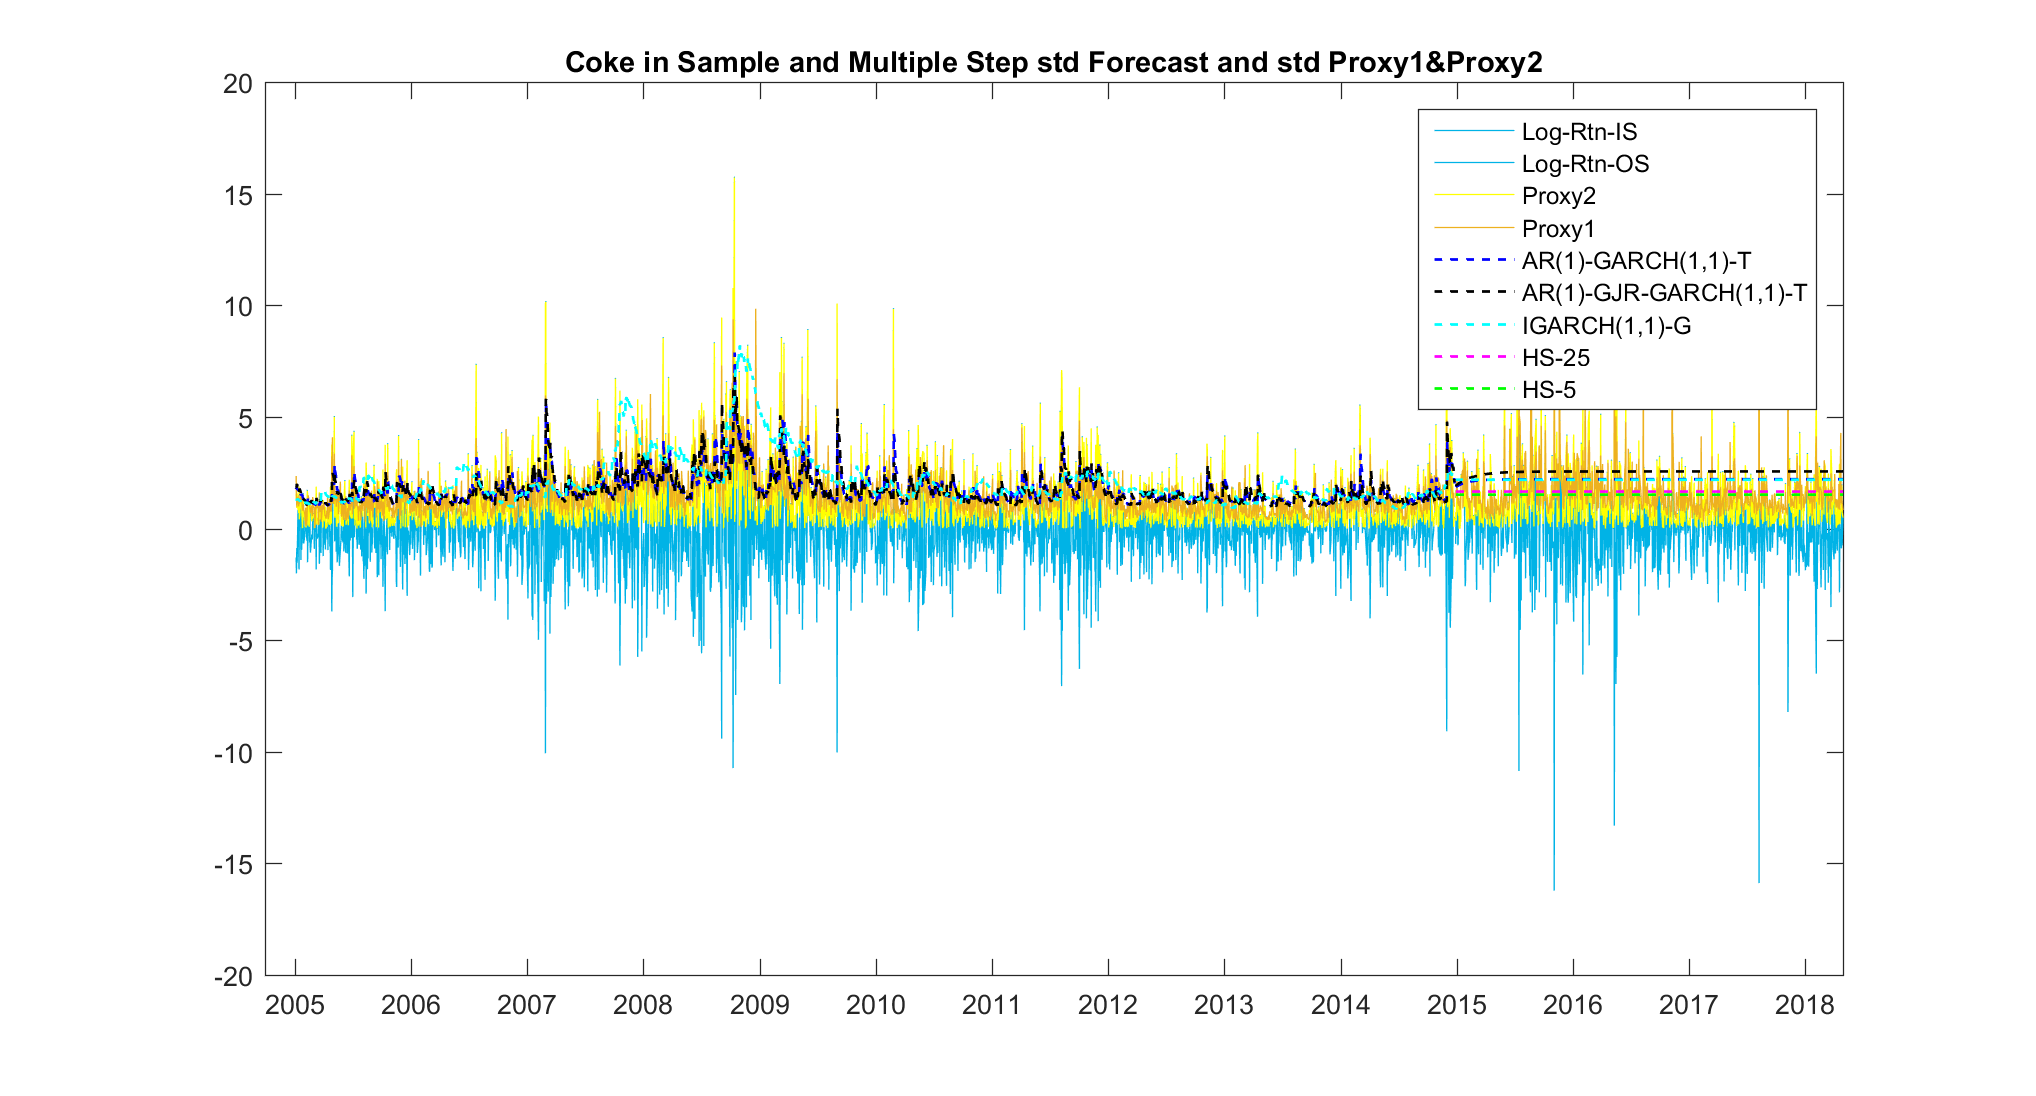 Coke in Sample and Multiple Step std Forecast and std Proxy1&Proxy2
20
15
10
5
0
-5
-10
-15
-20
Log-Rtn-IS
Log-Rtn-OS
Proxy2
Proxy1
AR(1)-GARCH(1,1)-T
AR(1)-GJR-GARCH(1,1)-T
IGARCH(1,1)-G
HS-25
HS-5
2005 2006 2007 2008 2009 2010 2011 2012 2013 2014 2015 2016 2017 2018